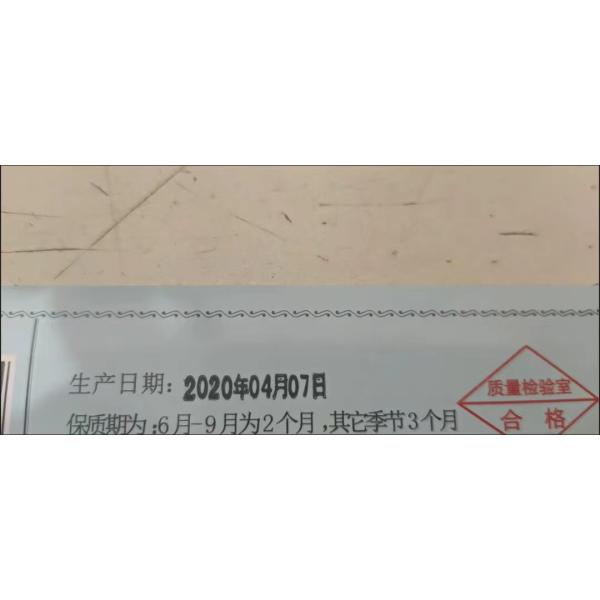 生产日期：2020年04月07日
保质期为：6月-9月为2个月，其它季节3个月
质量检验室
合格